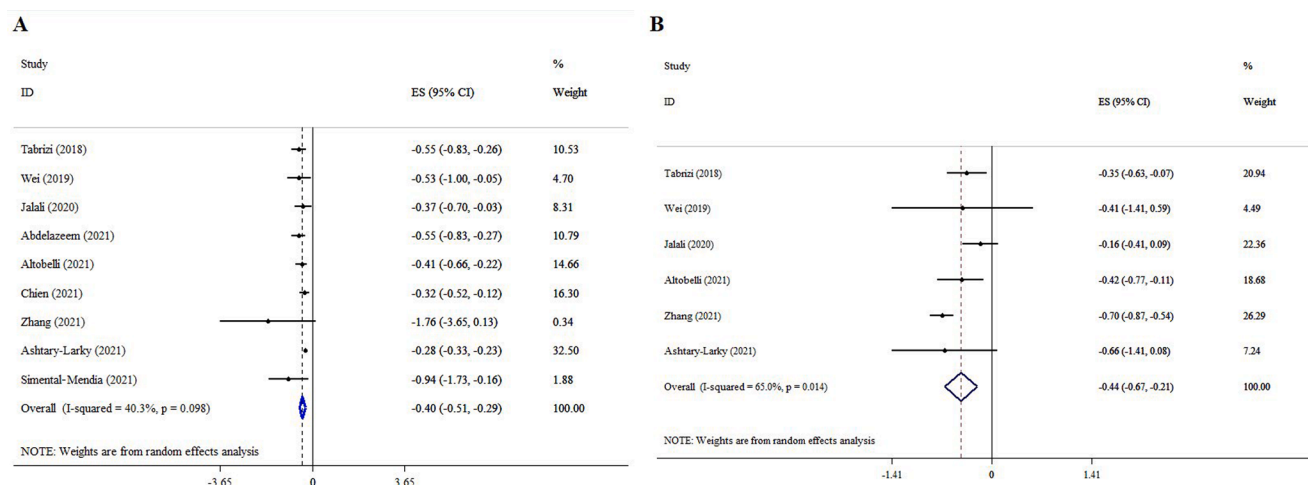 A
Study %
ID ES (95% CI) Weight
Tabrizi (2018) -0.55 (-0.83, -0.26) 10.53
Wei (2019) -0.53 (-1.00, -0.05) 4.70
Jalali (2020) -0.37 (-0.70, -0.03) 8.31
Abdelazeem (2021) -0.55 (-0.83, -0.27) 10.79
Altobelli (2021) -0.41 (-0.66, -0.22) 14.66
Chien (2021) -0.32 (-0.52, -0.12) 16.30
Zhang (2021) -1.76 (-3.65, 0.13) 0.34
Ashtary-Larky (2021) -0.28 (-0.33, -0.23) 32.50
Simental-Mendia (2021) -0.94 (-1.73, -0.16) 1.88
Overall (I-squared = 40.3%, p = 0.098) -0.40 (-0.51, -0.29) 100.00
NOTE: Weights are from random effects analysis
-3.65 0 3.65
B
Study %
ID ES (95% CI) Weight
Tabrizi (2018) -0.35 (-0.63, -0.07) 20.94
Wei (2019) -0.41 (-1.41, 0.59) 4.49
Jalali (2020) -0.16 (-0.41, 0.09) 22.36
Altobelli (2021) -0.42 (-0.77, -0.11) 18.68
Zhang (2021) -0.70 (-0.87, -0.54) 26.29
Ashtary-Larky (2021) -0.66 (-1.41, 0.08) 7.24
Overall (I-squared = 65.0%, p = 0.014) -0.44 (-0.67, -0.21) 100.00
NOTE: Weights are from random effects analysis
-1.41 0 1.41